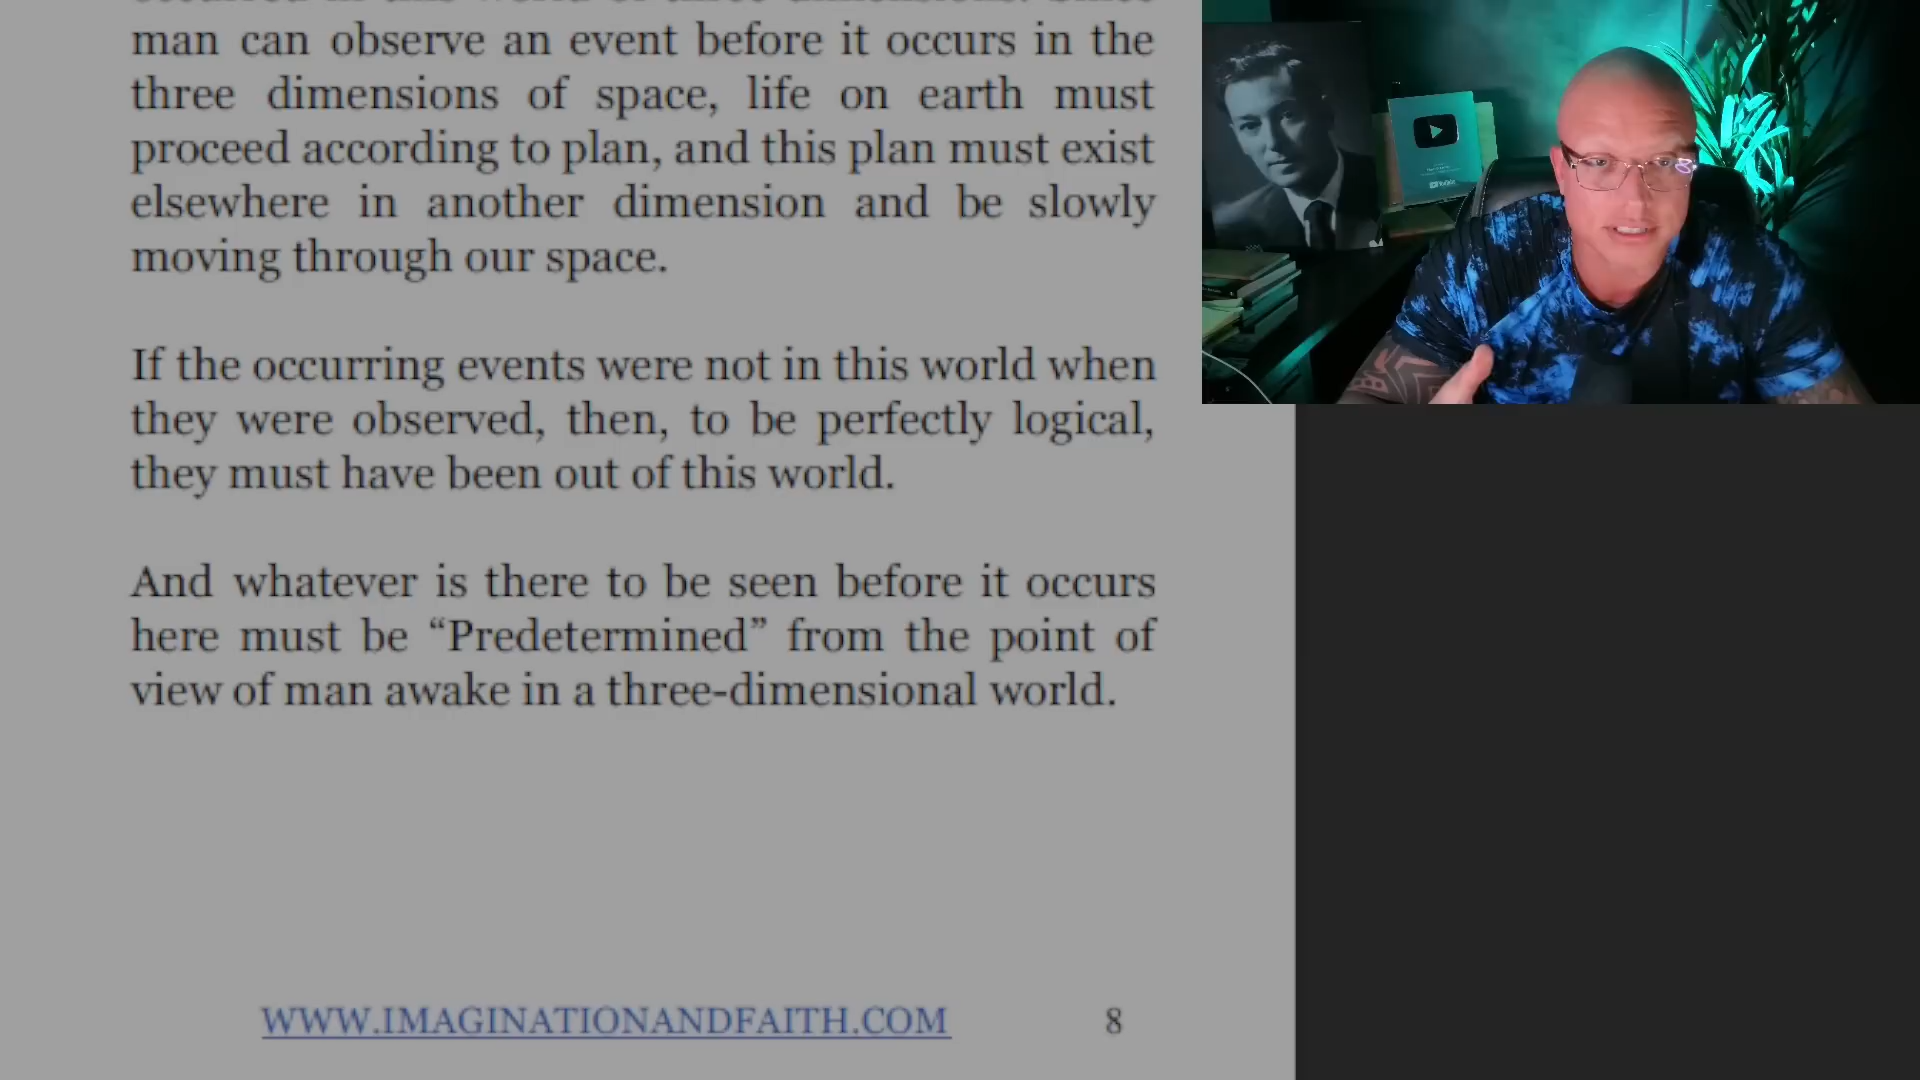 man can observe an event before it occurs in the
three dimensions of space, life on earth must
proceed according to plan, and this plan must exist
elsewhere in another dimension and be slowly
moving through our space.
If the occurring events were not in this world when
they were observed, then, to be perfectly logical,
they must have been out of this world.
And whatever is there to be seen before it occurs
here must be “Predetermined” from the point of
view of man awake in a three-dimensional world.
WWW.IMAGINATIONANDFAITH.COM 8